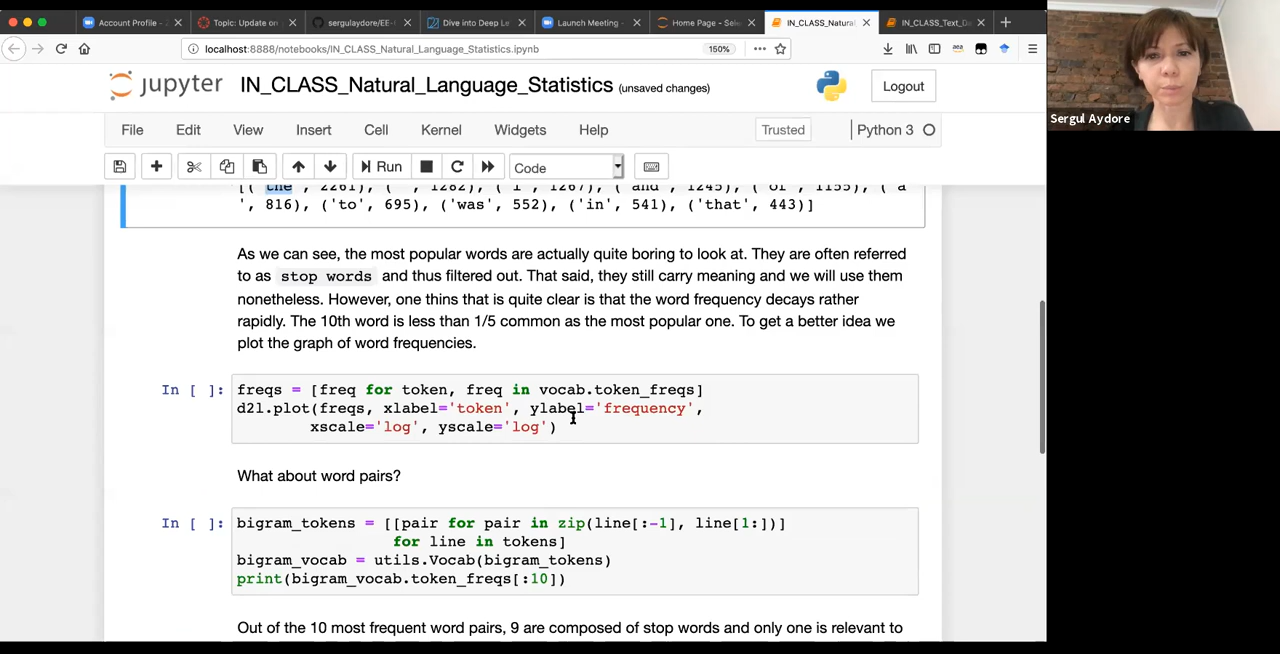 Account Profile - Z
Topic: Update on
sergulaydore/EE-
Dive into Deep Le
Launch Meeting -
Home Page - Sele
IN_CLASS_Natural
IN_CLASS_Text_Da
localhost:8888/notebooks/IN_CLASS_Natural_Language_Statistics.ipynb
150%
jupyter IN_CLASS_Natural_Language_Statistics (unsaved changes)
Logout
File Edit View Insert Cell Kernel Widgets Help
Trusted
Python 3
Run
Code
[('the', 2261), ('', 1282), ('i', 1267), ('and', 1245), ('of', 1155), ('a
', 816), ('to', 695), ('was', 552), ('in', 541), ('that', 443)]
As we can see, the most popular words are actually quite boring to look at. They are often referred
to as stop words and thus filtered out. That said, they still carry meaning and we will use them
nonetheless. However, one thins that is quite clear is that the word frequency decays rather
rapidly. The 10th word is less than 1/5 common as the most popular one. To get a better idea we
plot the graph of word frequencies.
In [ ]: freqs = [freq for token, freq in vocab.token_freqs]
d2l.plot(freqs, xlabel='token', ylabel='frequency',
xscale='log', yscale='log')
What about word pairs?
In [ ]: bigram_tokens = [[pair for pair in zip(line[:-1], line[1:])]
for line in tokens]
bigram_vocab = utils.Vocab(bigram_tokens)
print(bigram_vocab.token_freqs[:10])
Out of the 10 most frequent word pairs, 9 are composed of stop words and only one is relevant to
Sergul Aydore